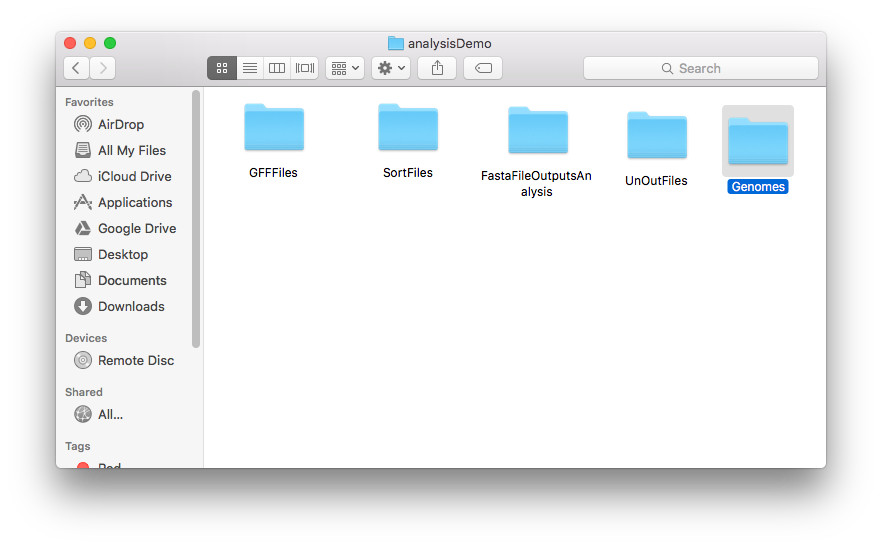 analysisDemo
Search
Favorites
AirDrop
All My Files
iCloud Drive
Applications
Google Drive
Desktop
Documents
Downloads
Devices
Remote Disc
Shared
All...
Tags
Red
GFFFiles
SortFiles
FastaFileOutputsAn
alysis
UnOutFiles
Genomes